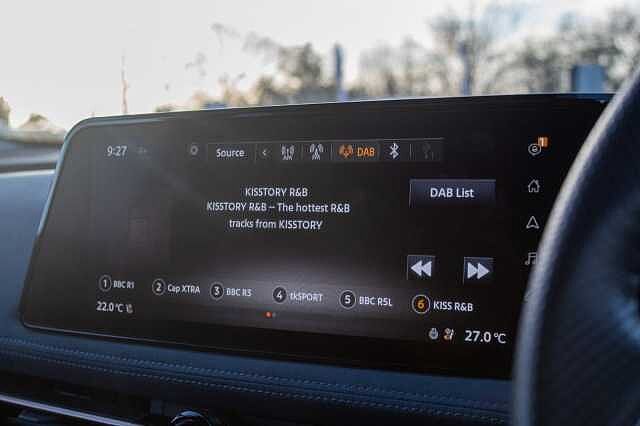 9:27
Source
AM
DAB
1
KISSTORY R&B
KISSTORY R&B – The hottest R&B
tracks from KISSTORY
DAB List
1 BBC R1
2 Cap XTRA
3 BBC R3
4 tkSPORT
5 BBC R5L
6 KISS R&B
22.0°C
27.0°C